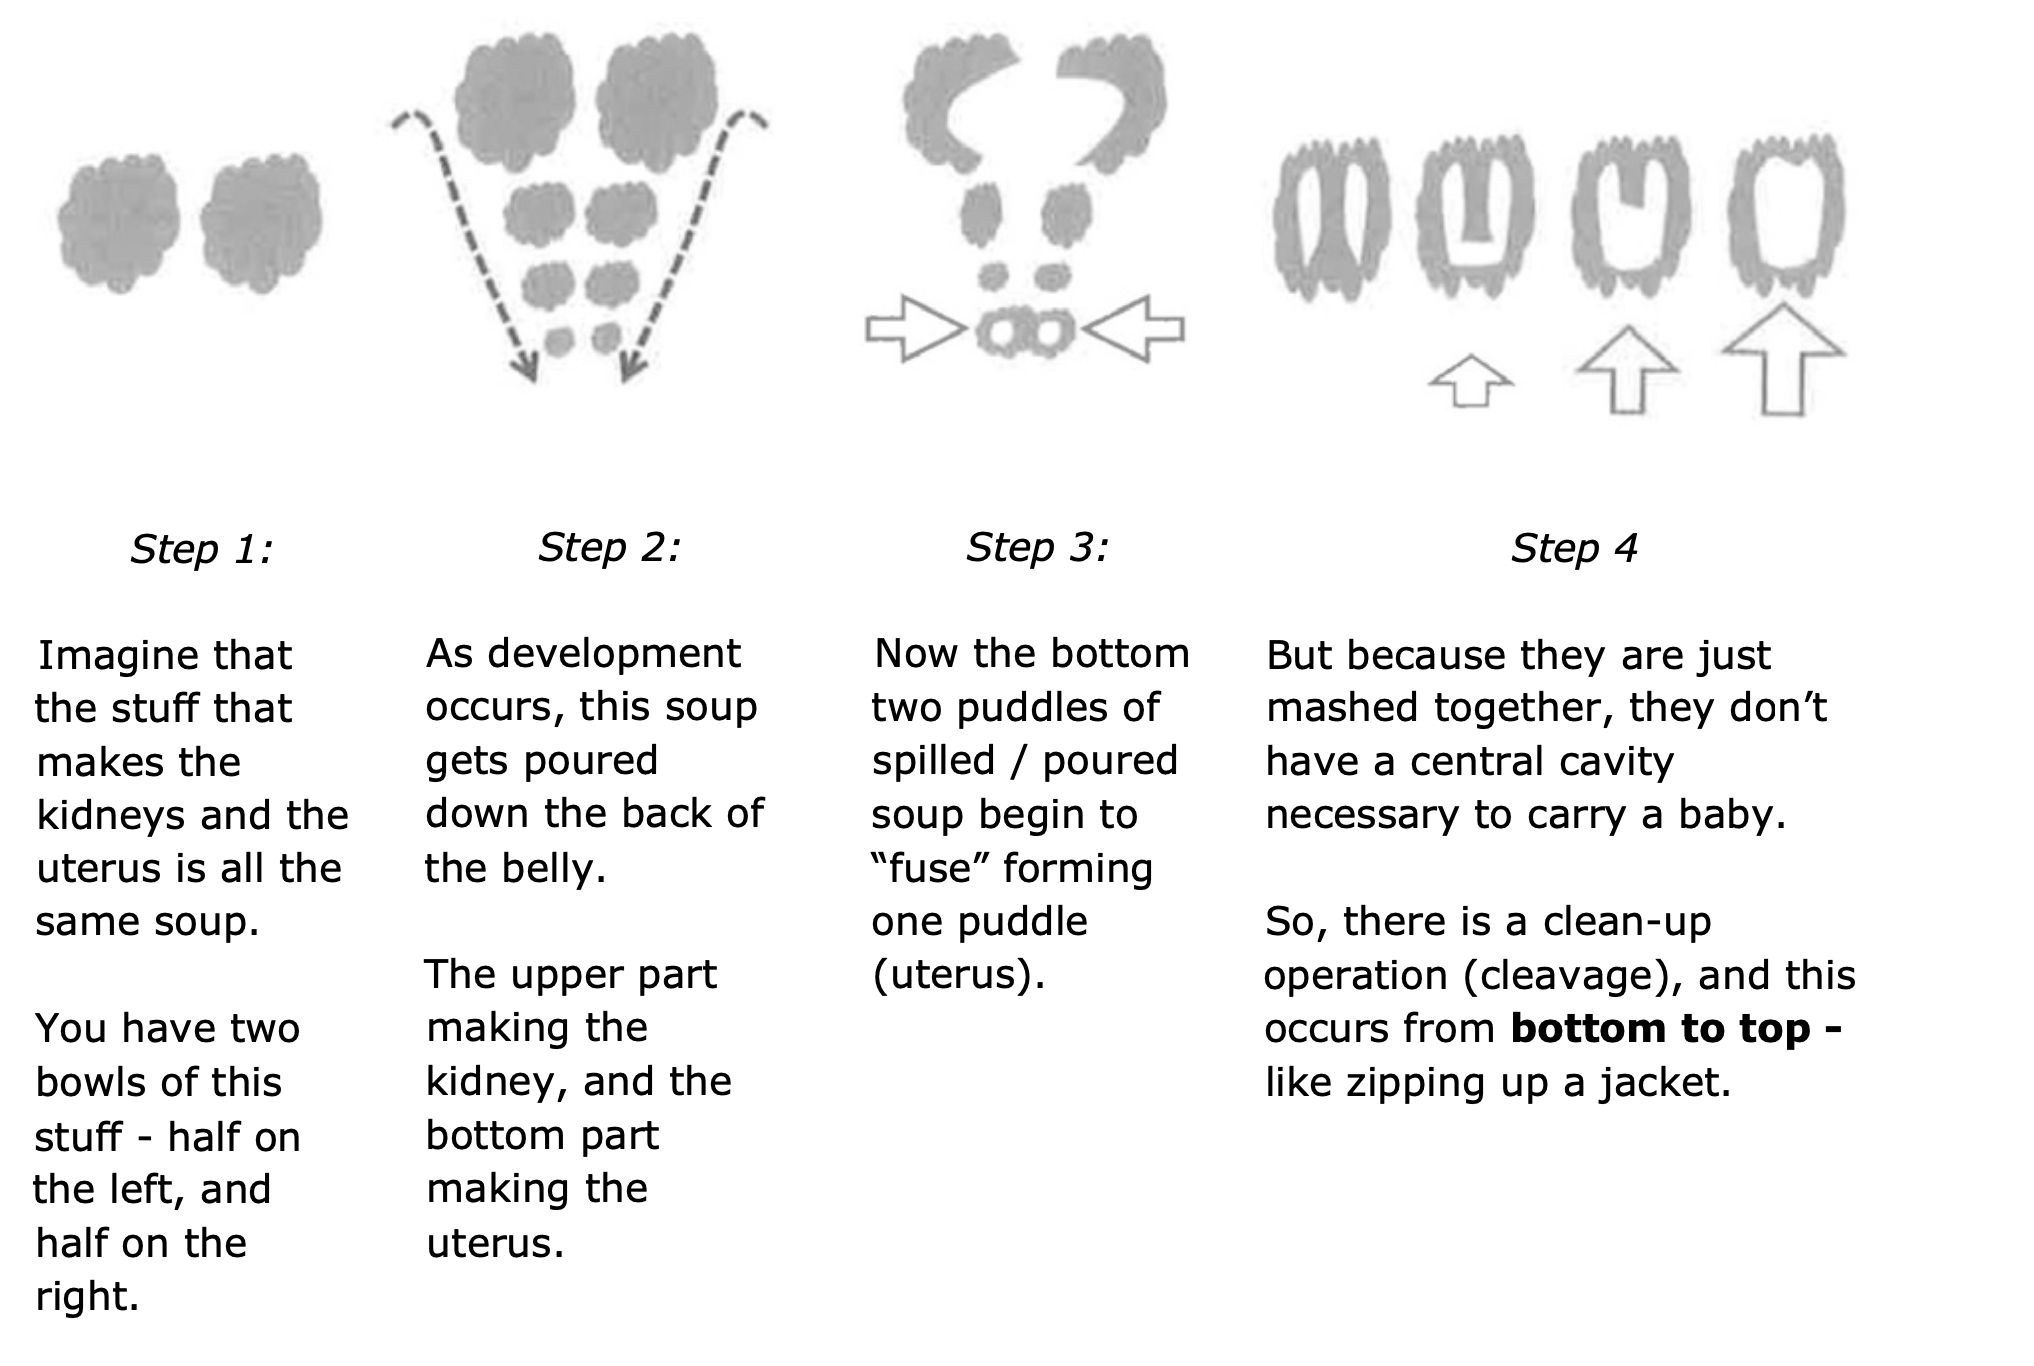 Step 1:
Imagine that
the stuff that
makes the
kidneys and the
uterus is all the
same soup.
You have two
bowls of this
stuff - half on
the left, and
half on the
right.
Step 2:
As development
occurs, this soup
gets poured
down the back of
the belly.
The upper part
making the
kidney, and the
bottom part
making the
uterus.
Step 3:
Now the bottom
two puddles of
spilled / poured
soup begin to
“fuse” forming
one puddle
(uterus).
Step 4
But because they are just
mashed together, they don’t
have a central cavity
necessary to carry a baby.
So, there is a clean-up
operation (cleavage), and this
occurs from bottom to top -
like zipping up a jacket.